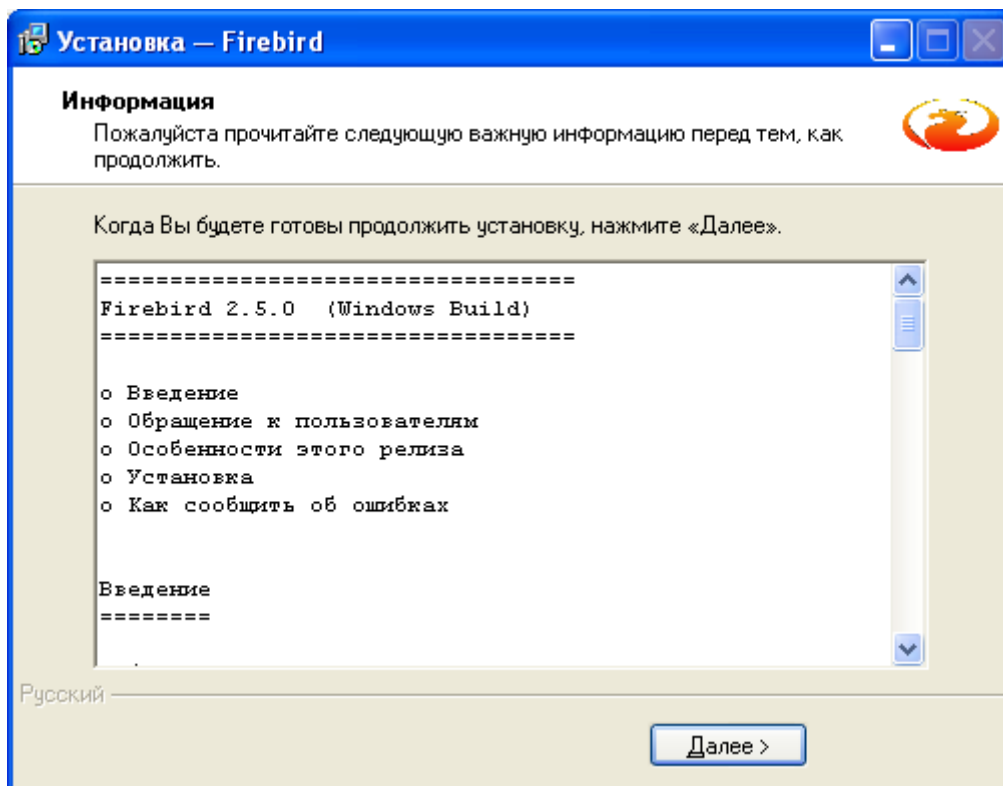 Установка — Firebird
Информация
Пожалуйста прочитайте следующую важную информацию перед тем, как
продолжить.
Когда Вы будете готовы продолжить установку, нажмите «Далее».
==================================
Firebird 2.5.0  (Windows Build)
==================================
o Введение
o Обращение к пользователям
o Особенности этого релиза
o Установка
o Как сообщить об ошибках
Введение
========
Русский
Далее >